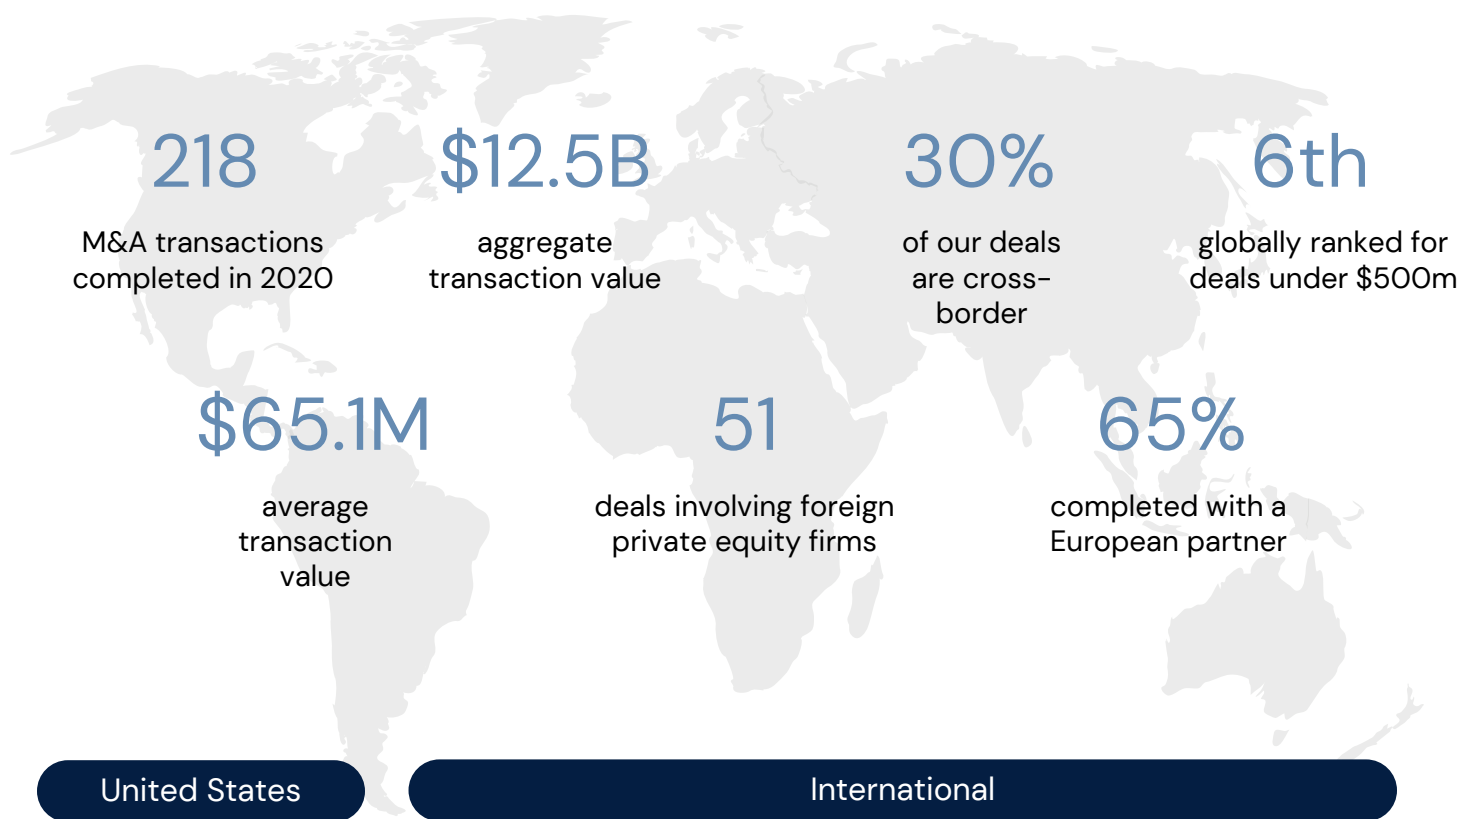 218
M&A transactions
completed in 2020
$12.5B
aggregate
transaction value
30%
of our deals
are cross-
border
6th
globally ranked for
deals under $500m
$65.1M
average
transaction
value
51
deals involving foreign
private equity firms
65%
completed with a
European partner
United States
International